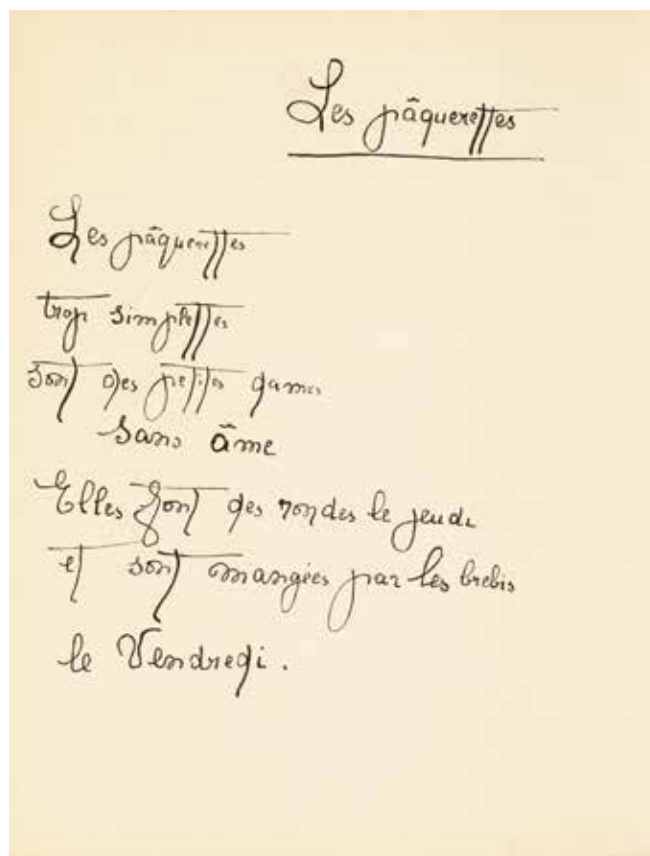 Les pâquerettes
Les pâquerettes
trop simplettes
sont des petites dames
sans âme
Elles font des rondes le jeudi
et sont mangées par les brebis
le Vendredi.